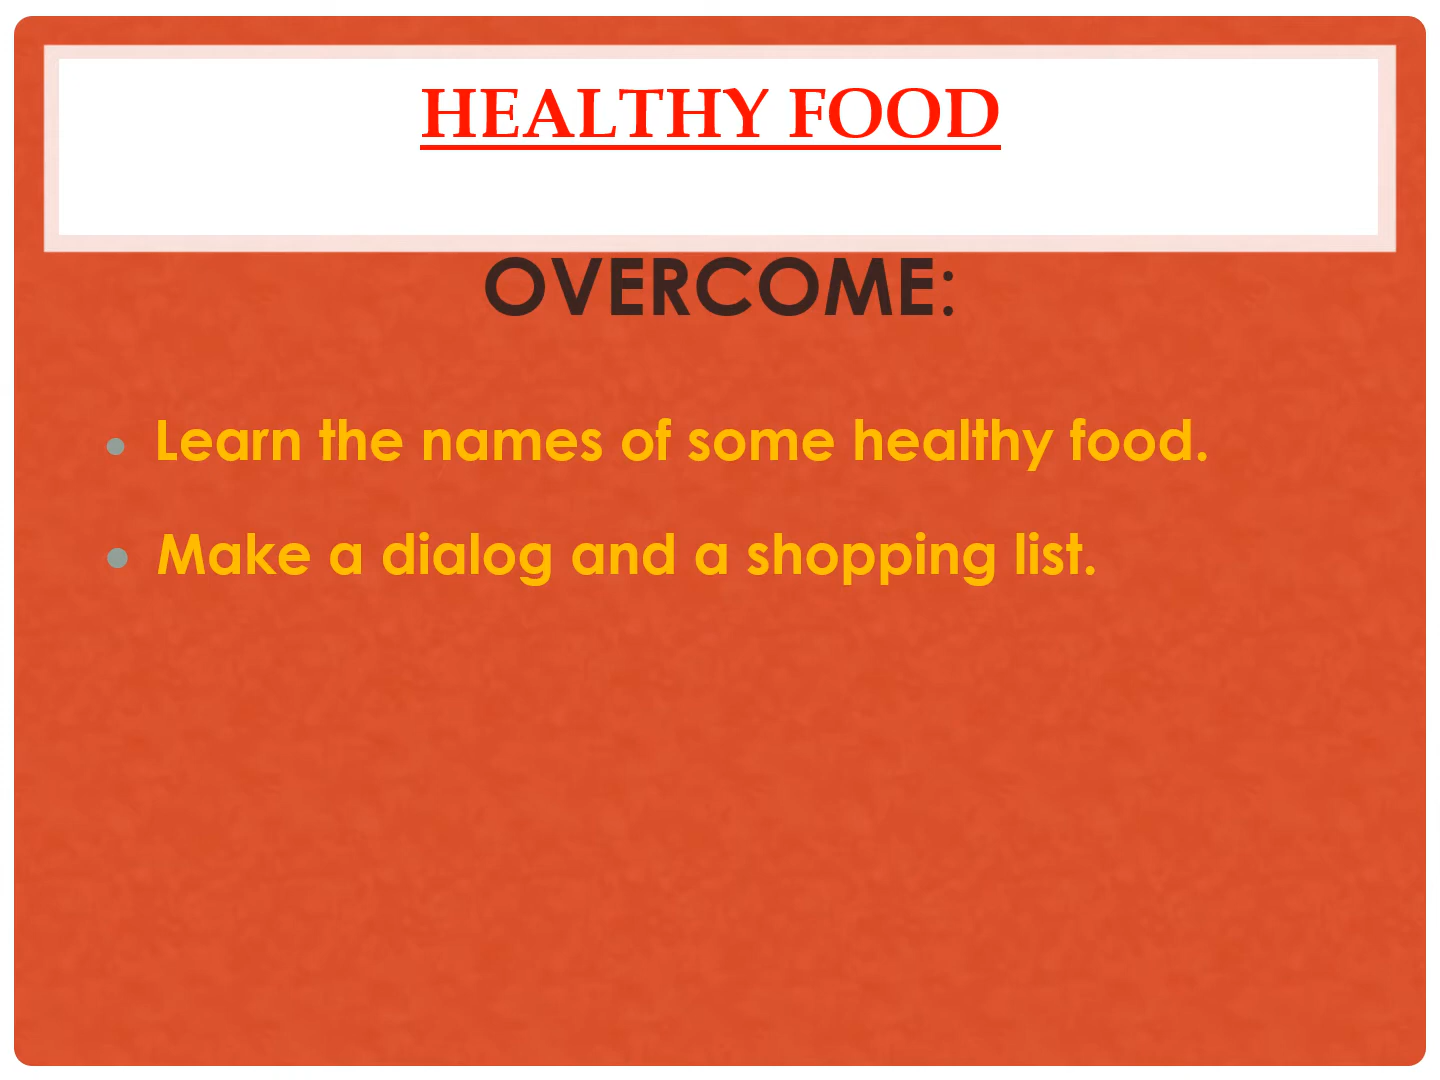 HEALTHY FOOD
OVERCOME:
• Learn the names of some healthy food.
• Make a dialog and a shopping list.